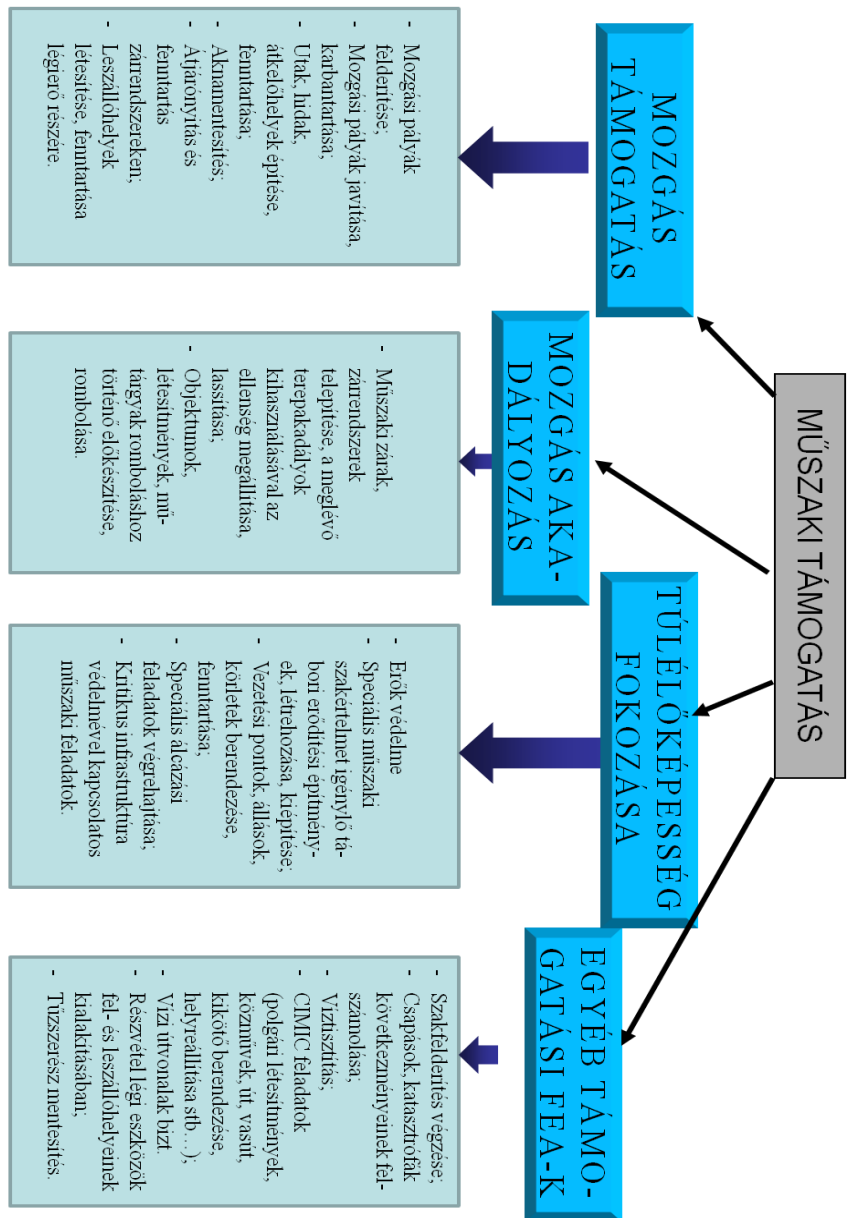 MŰSZAKI TÁMOGATÁS
MOZGÁS
TÁMOGATÁS
- Mozgási pályák
felderítése;
- Mozgási pályák javítása,
karbantartása;
- Utak, hidak,
átkelőhelyek építése,
fenntartása;
- Aknamentesítés;
- Átjárónyitás és
fenntartás
zárrendszereken;
- Leszállóhelyek
létesítése, fenntartása
légierő részére.
MOZGÁS AKA-
DÁLYOZÁS
- Műszaki zárak,
zárrendszerek
telepítése, a meglévő
terepakadályok
kihasználásával az
ellenség megállítása,
lassítása;
- Objektumok,
létesítmények, mű-
tárgyak romboláshoz
történő előkészítése,
rombolása.
TÚLÉLŐKÉPESSÉG
FOKOZÁSA
- Erők védelme
- Speciális műszaki
szakértelmet igénylő tá-
bori erődítési építmény-
ek, létrehozása, kiépítése;
- Vezetési pontok, állások,
körletek berendezése,
fenntartása;
- Speciális álcázási
feladatok végrehajtása;
- Kritikus infrastruktúra
védelmével kapcsolatos
műszaki feladatok.
EGYÉB TÁMO-
GATÁSI FEA-K
- Szakfelderítés végzése;
- Csapások, katasztrófák
következményeinek fel-
számolása;
- Víztisztítás;
- CIMIC feladatok
(polgári létesítmények,
közművek, út, vasút,
kikötő berendezése,
helyreállítása stb…);
- Vízi útvonalak bizt.
- Részvétel légi eszközök
fel- és leszállóhelyeinek
kialakításában;
- Tűzszerész mentesítés.